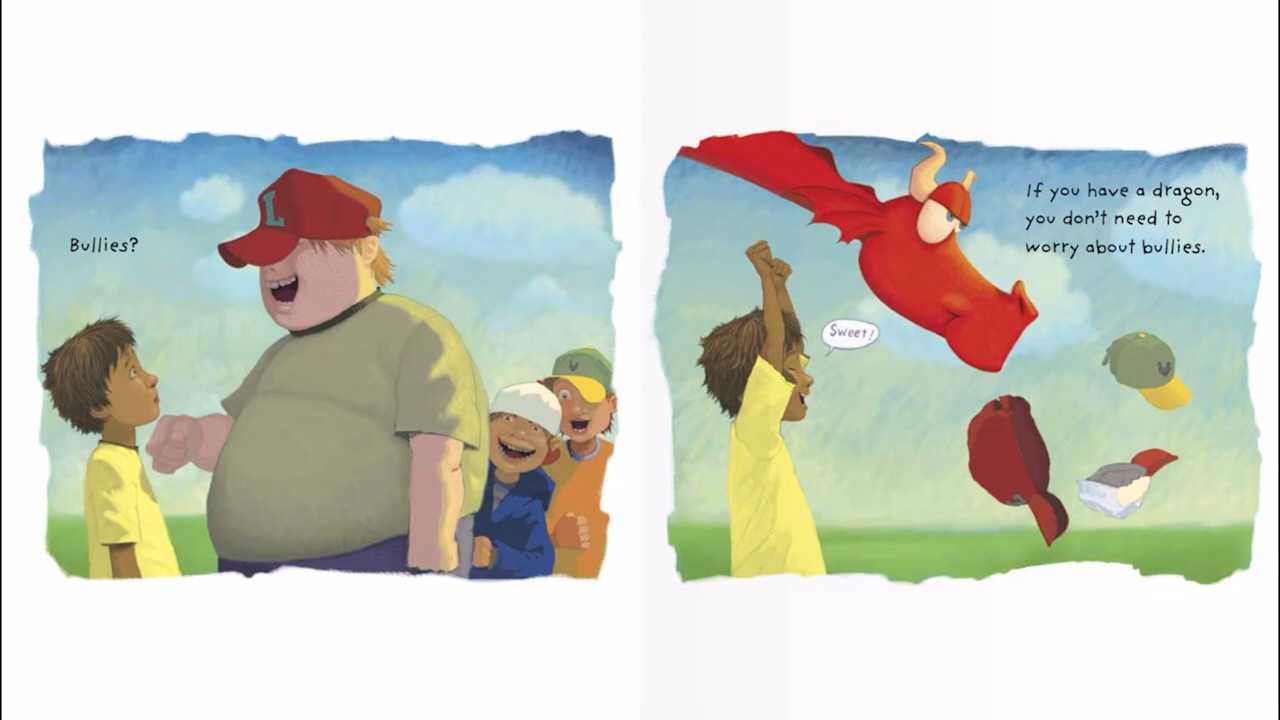 Bullies?
L
If you have a dragon,
you don't need to
worry about bullies.
Sweet!